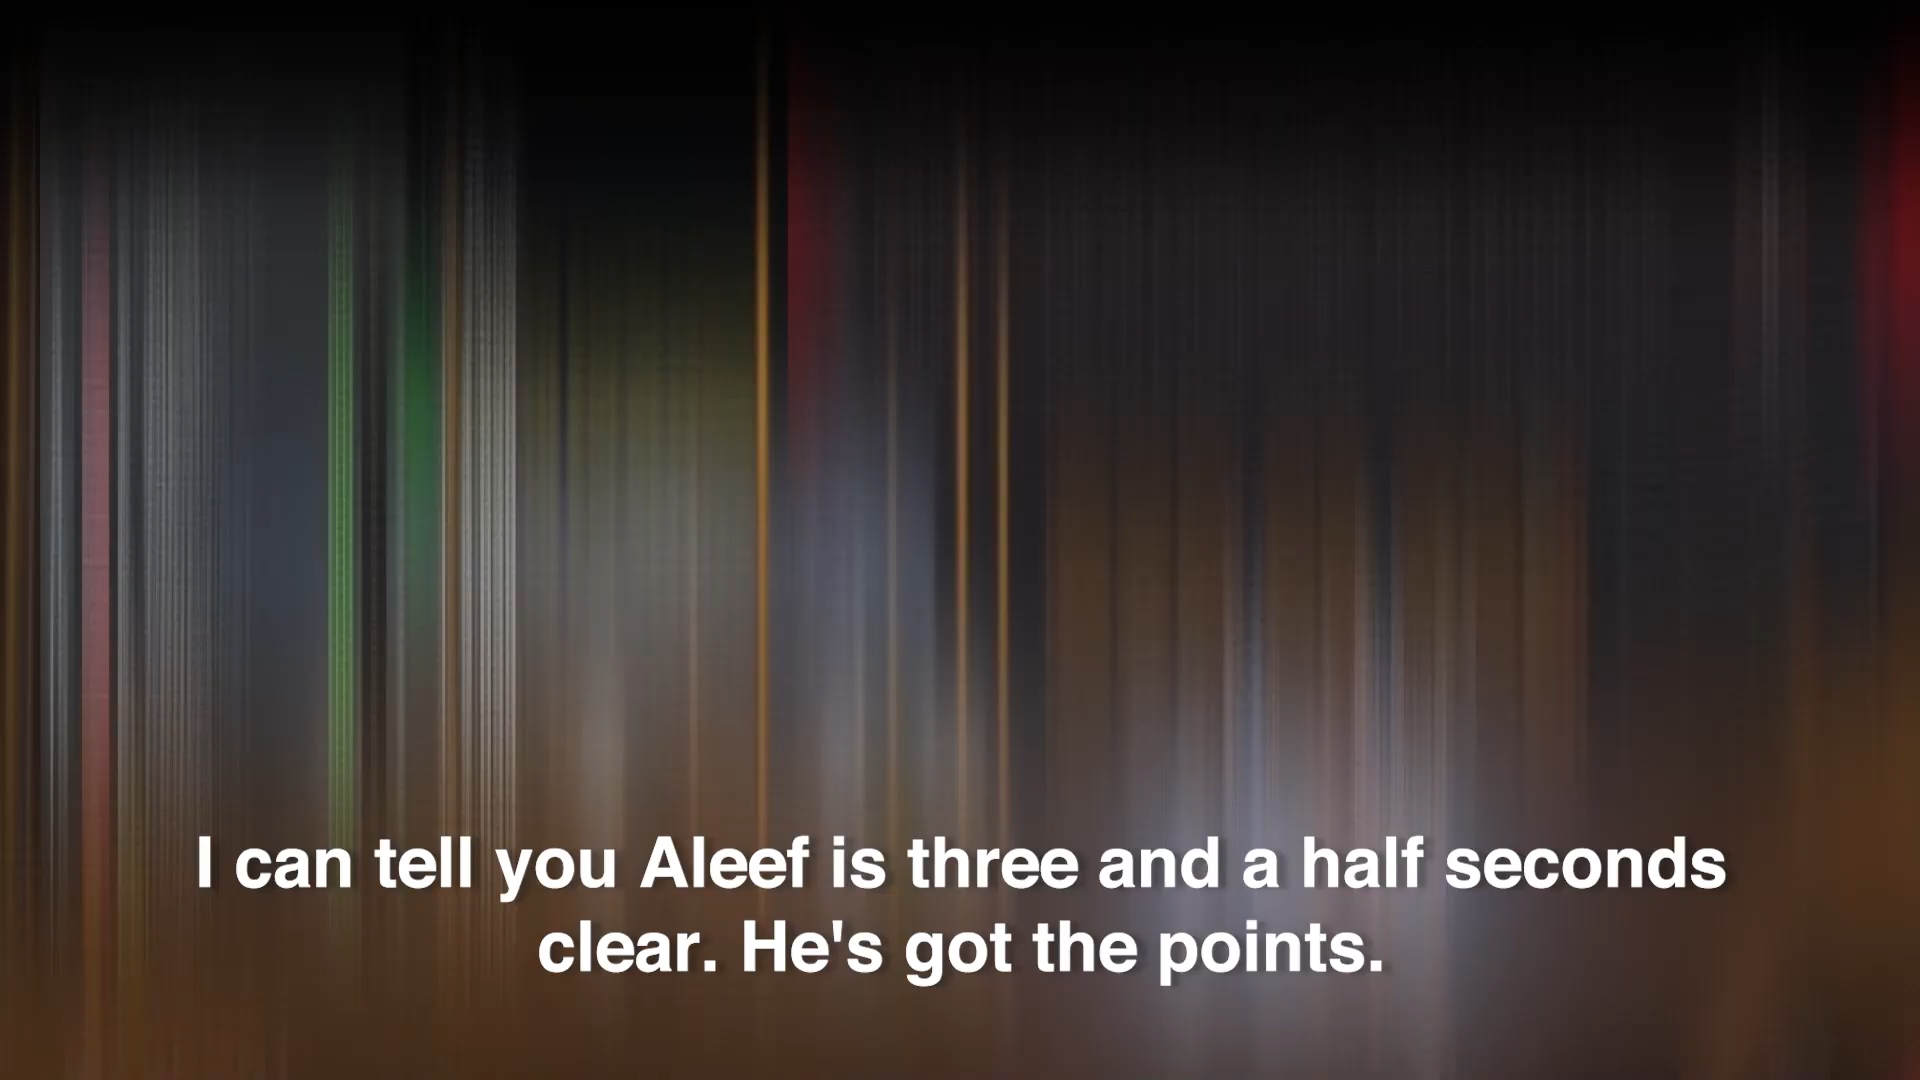 I can tell you Aleef is three and a half seconds
clear. He's got the points.